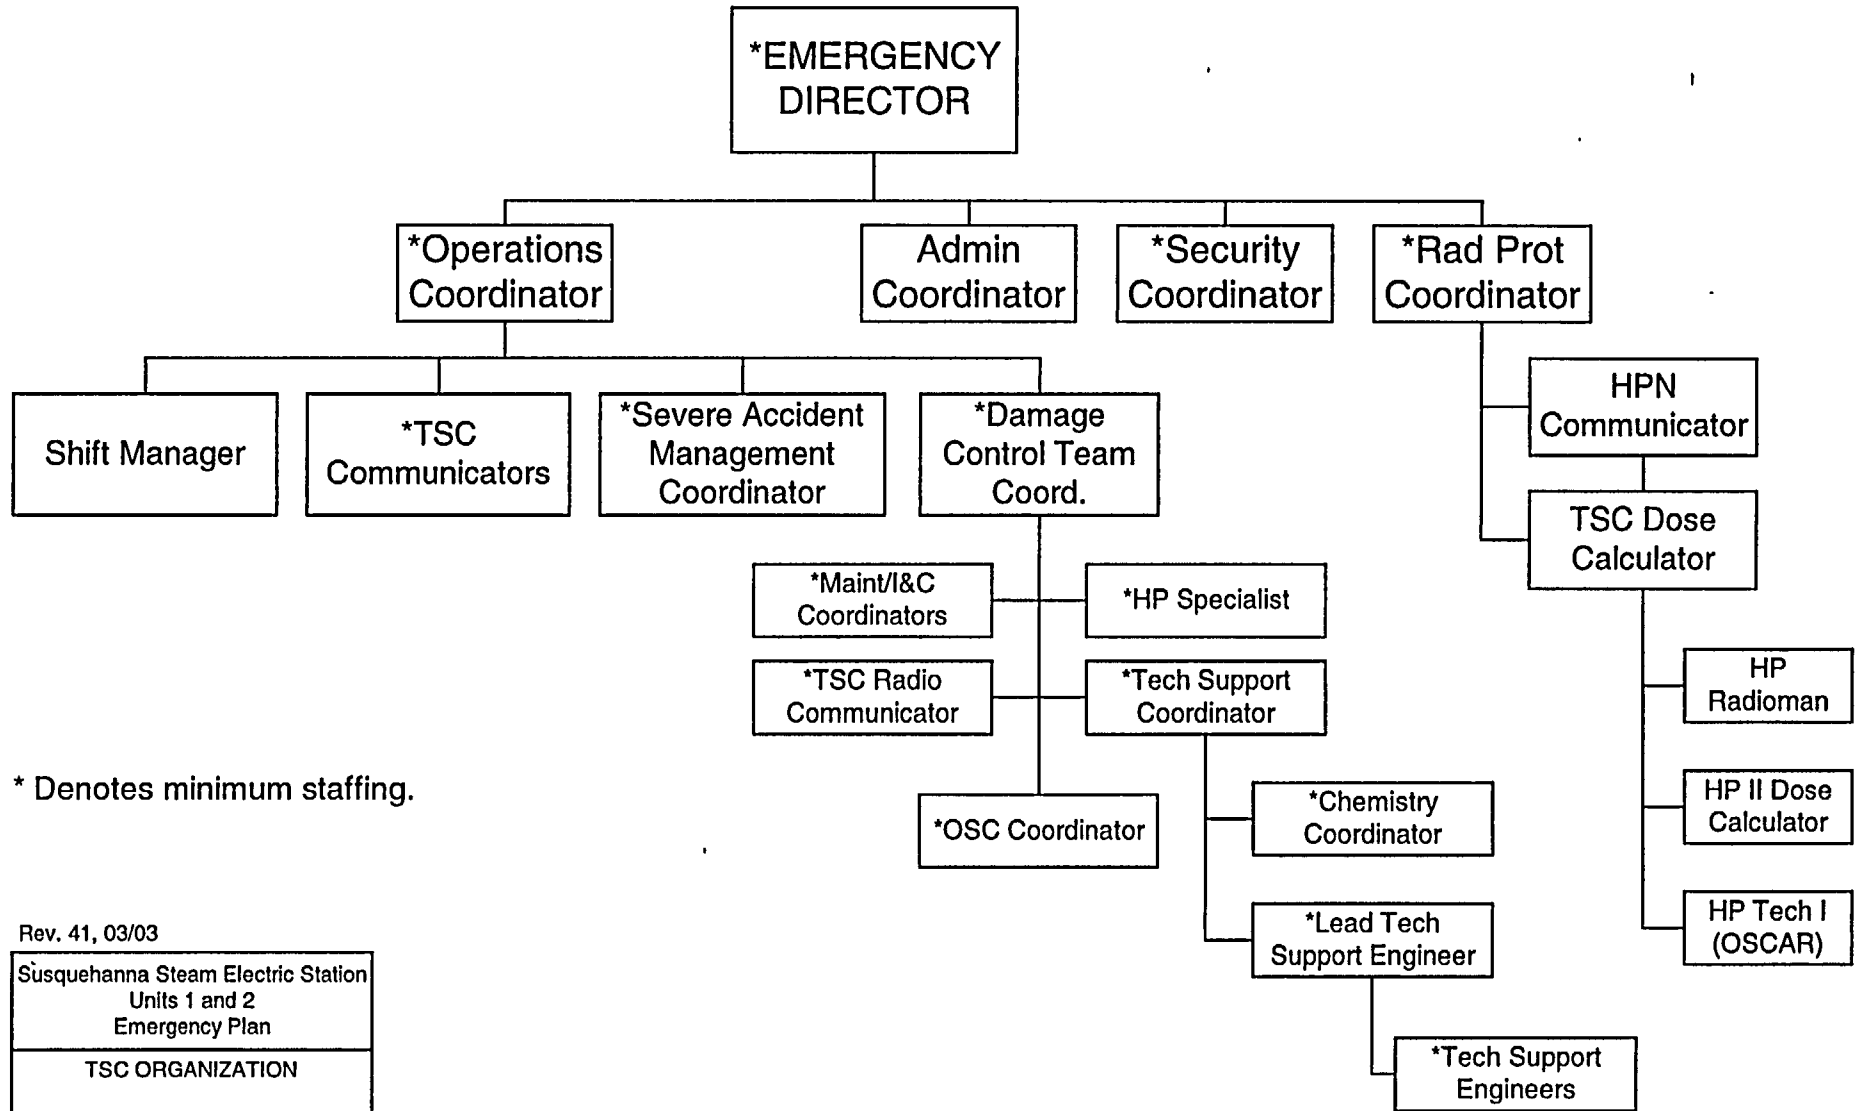 *EMERGENCY
DIRECTOR
*Operations
Coordinator
Admin
Coordinator
*Security
Coordinator
*Rad Prot
Coordinator
Shift Manager
*TSC
Communicators
*Severe Accident
Management
Coordinator
*Damage
Control Team
Coord.
HPN
Communicator
TSC Dose
Calculator
*Maint/I&C
Coordinators
*HP Specialist
*TSC Radio
Communicator
*Tech Support
Coordinator
HP
Radioman
* Denotes minimum staffing.
*OSC Coordinator
*Chemistry
Coordinator
HP II Dose
Calculator
*Lead Tech
Support Engineer
HP Tech I
(OSCAR)
*Tech Support
Engineers
Rev. 41, 03/03
Susquehanna Steam Electric Station
Units 1 and 2
Emergency Plan
TSC ORGANIZATION